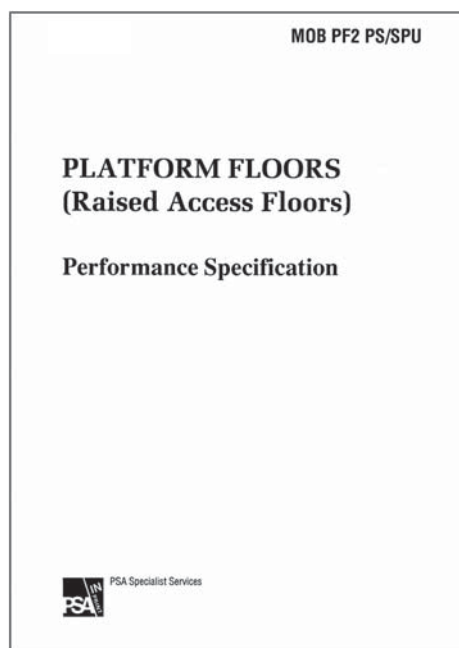 MOB PF2 PS/SPU
PLATFORM FLOORS
(Raised Access Floors)
Performance Specification
PSA Specialist Services
PSA